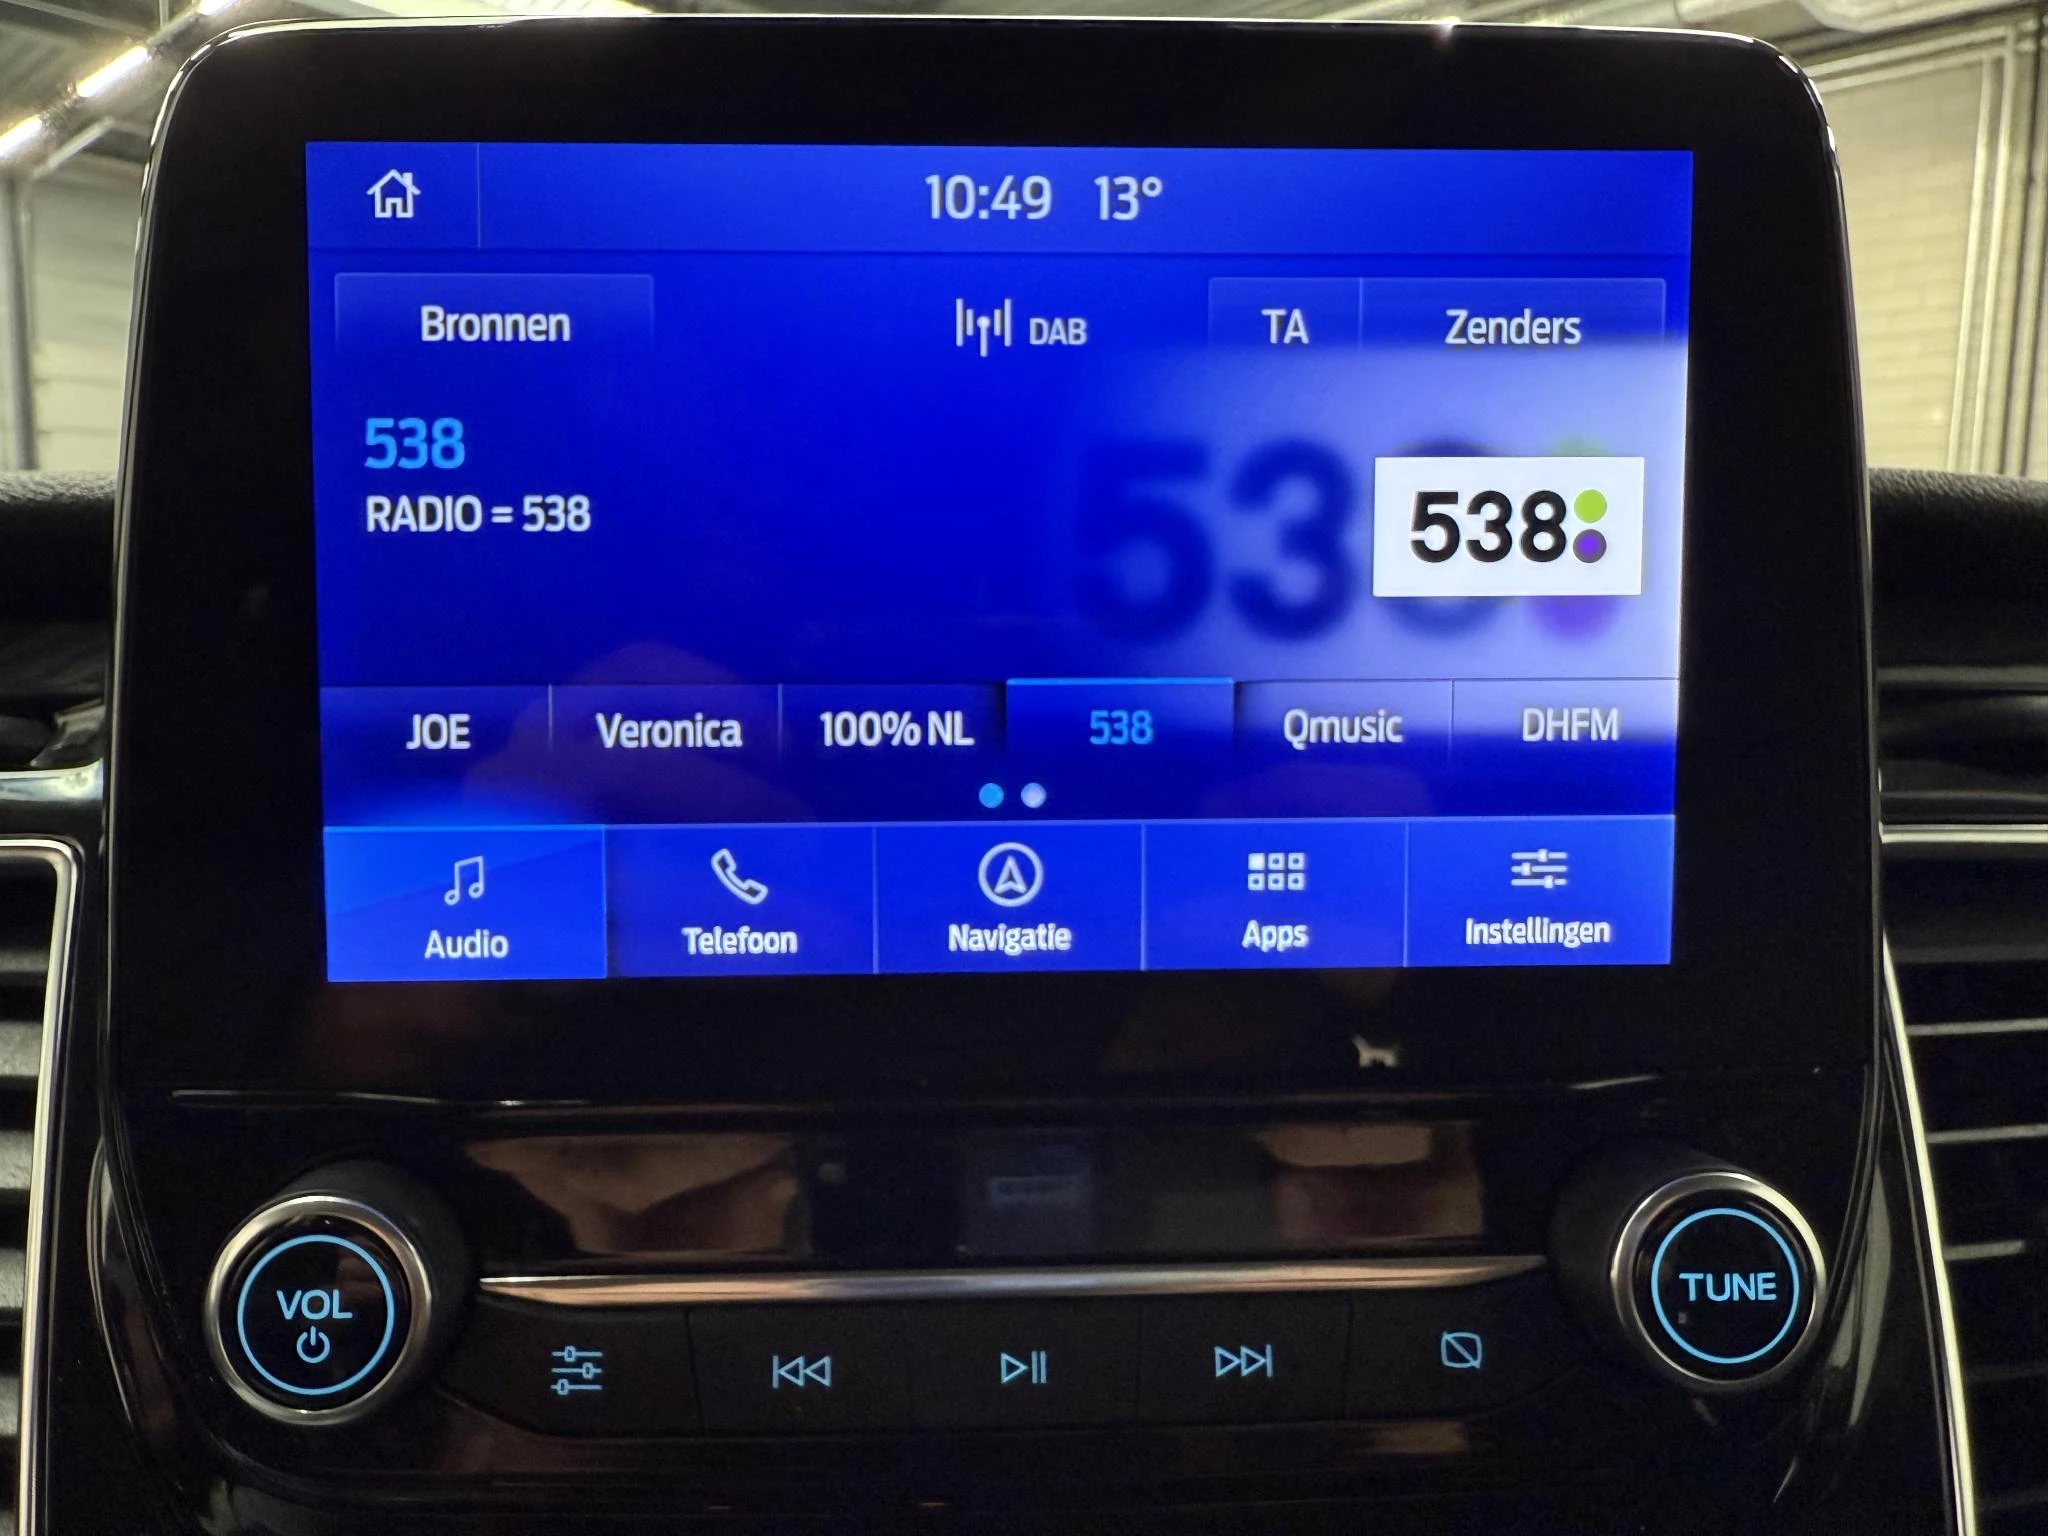 10:49 13°
Bronnen DAB TA Zenders
538
RADIO = 538
538
JOE Veronica 100% NL 538 Qmusic DHFM
Audio Telefoon Navigatie Apps Instellingen
VOL TUNE